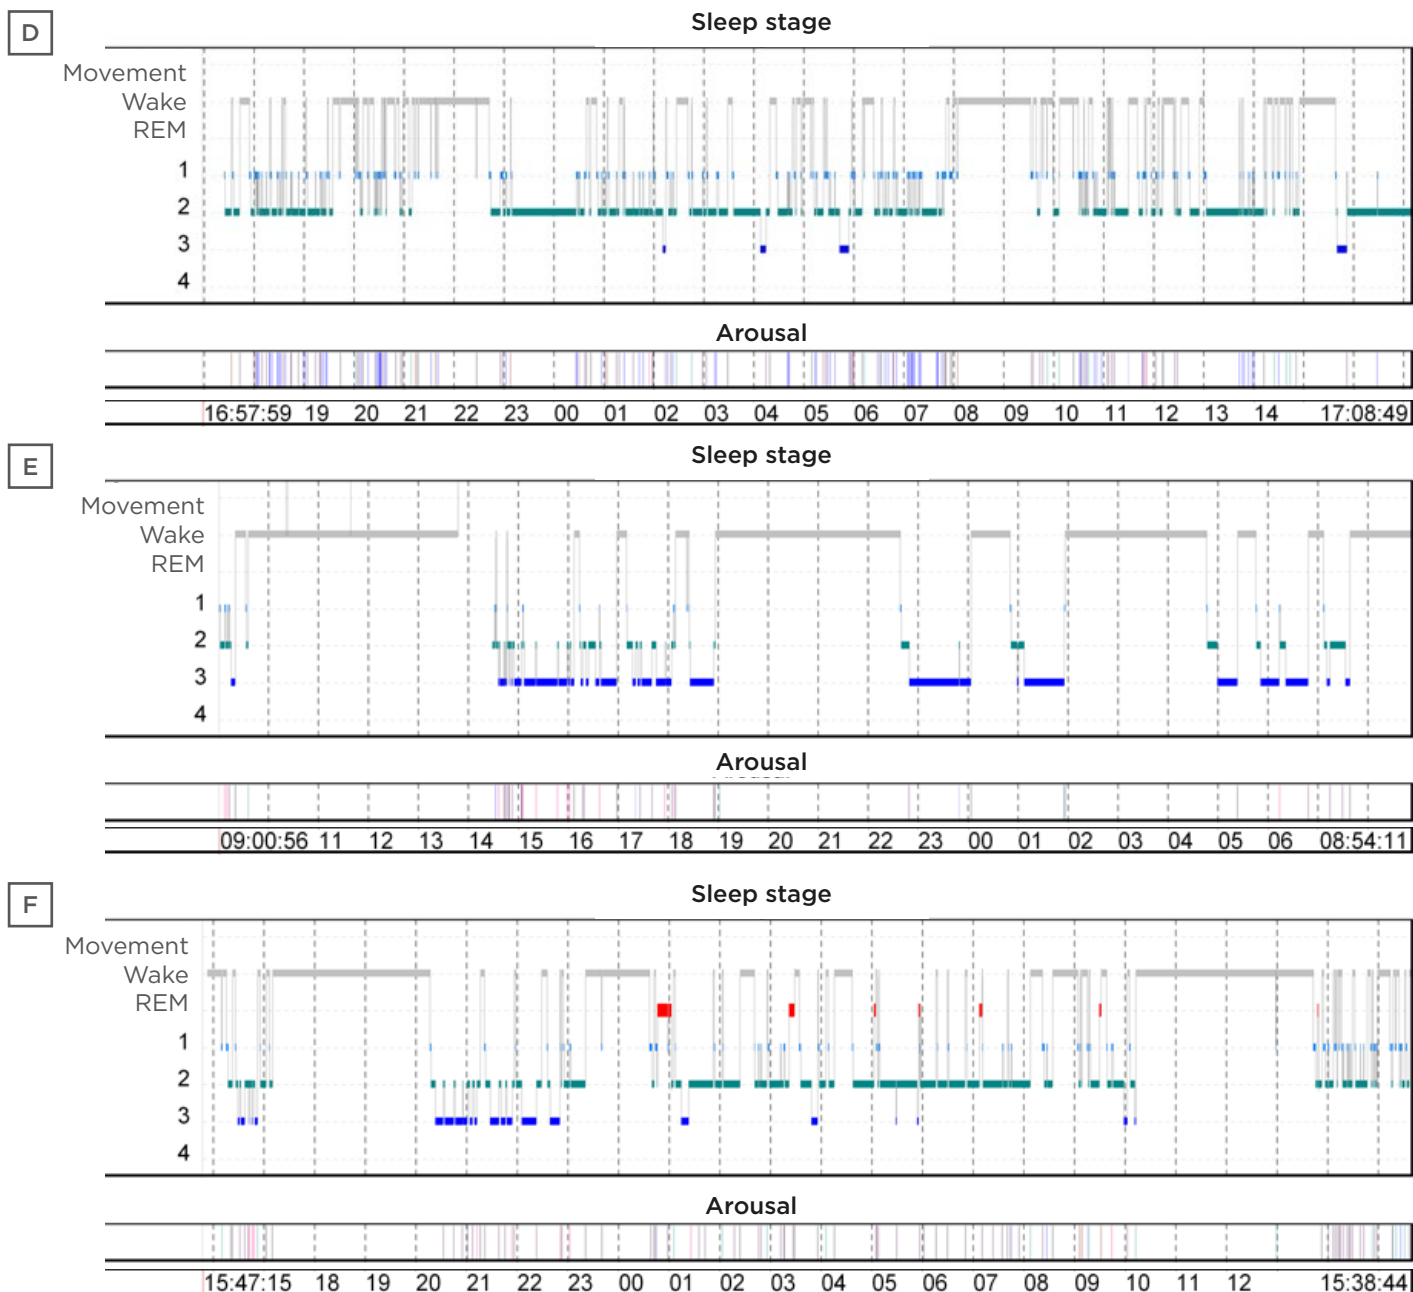 D
Sleep stage
Movement
Wake
REM
1
2
3
4
Arousal
16:57:59 19 20 21 22 23 00 01 02 03 04 05 06 07 08 09 10 11 12 13 14 17:08:49
E
Sleep stage
Movement
Wake
REM
1
2
3
4
Arousal
09:00:56 11 12 13 14 15 16 17 18 19 20 21 22 23 00 01 02 03 04 05 06 08:54:11
F
Sleep stage
Movement
Wake
REM
1
2
3
4
Arousal
15:47:15 18 19 20 21 22 23 00 01 02 03 04 05 06 07 08 09 10 11 12 15:38:44